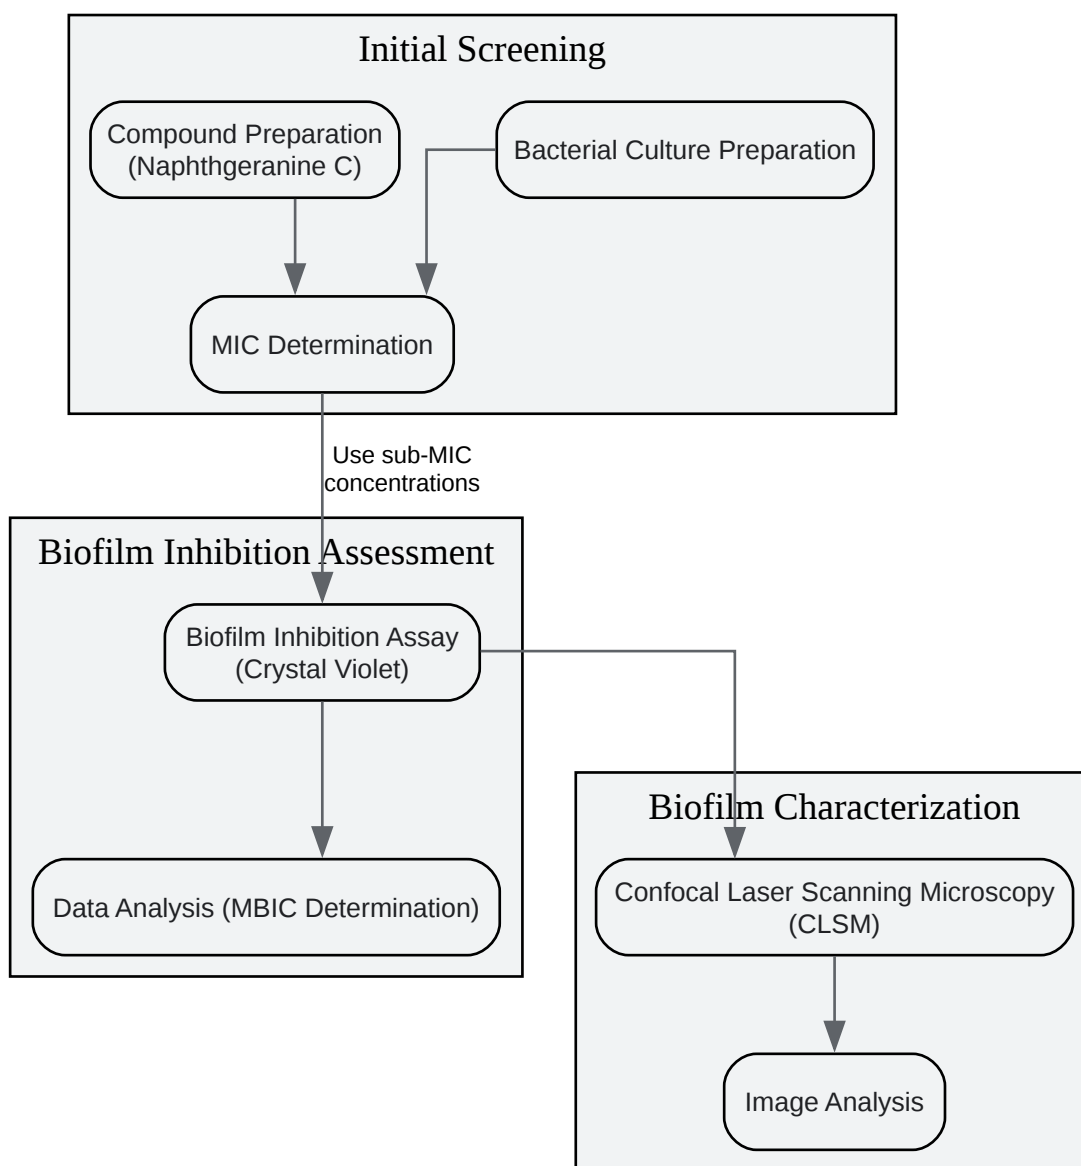 Initial Screening
Compound Preparation
(Naphthgeranine C)
Bacterial Culture Preparation
MIC Determination
Use sub-MIC
concentrations
Biofilm Inhibition Assessment
Biofilm Inhibition Assay
(Crystal Violet)
Data Analysis (MBIC Determination)
Biofilm Characterization
Confocal Laser Scanning Microscopy
(CLSM)
Image Analysis